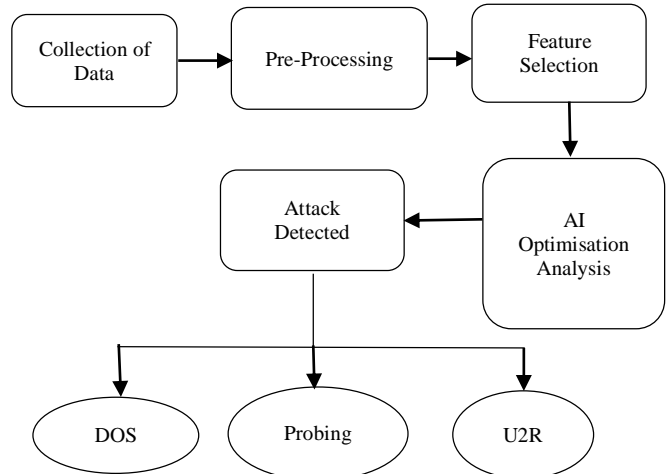 Collection of
Data
Pre-Processing
Feature
Selection
AI
Optimisation
Analysis
Attack
Detected
DOS
Probing
U2R